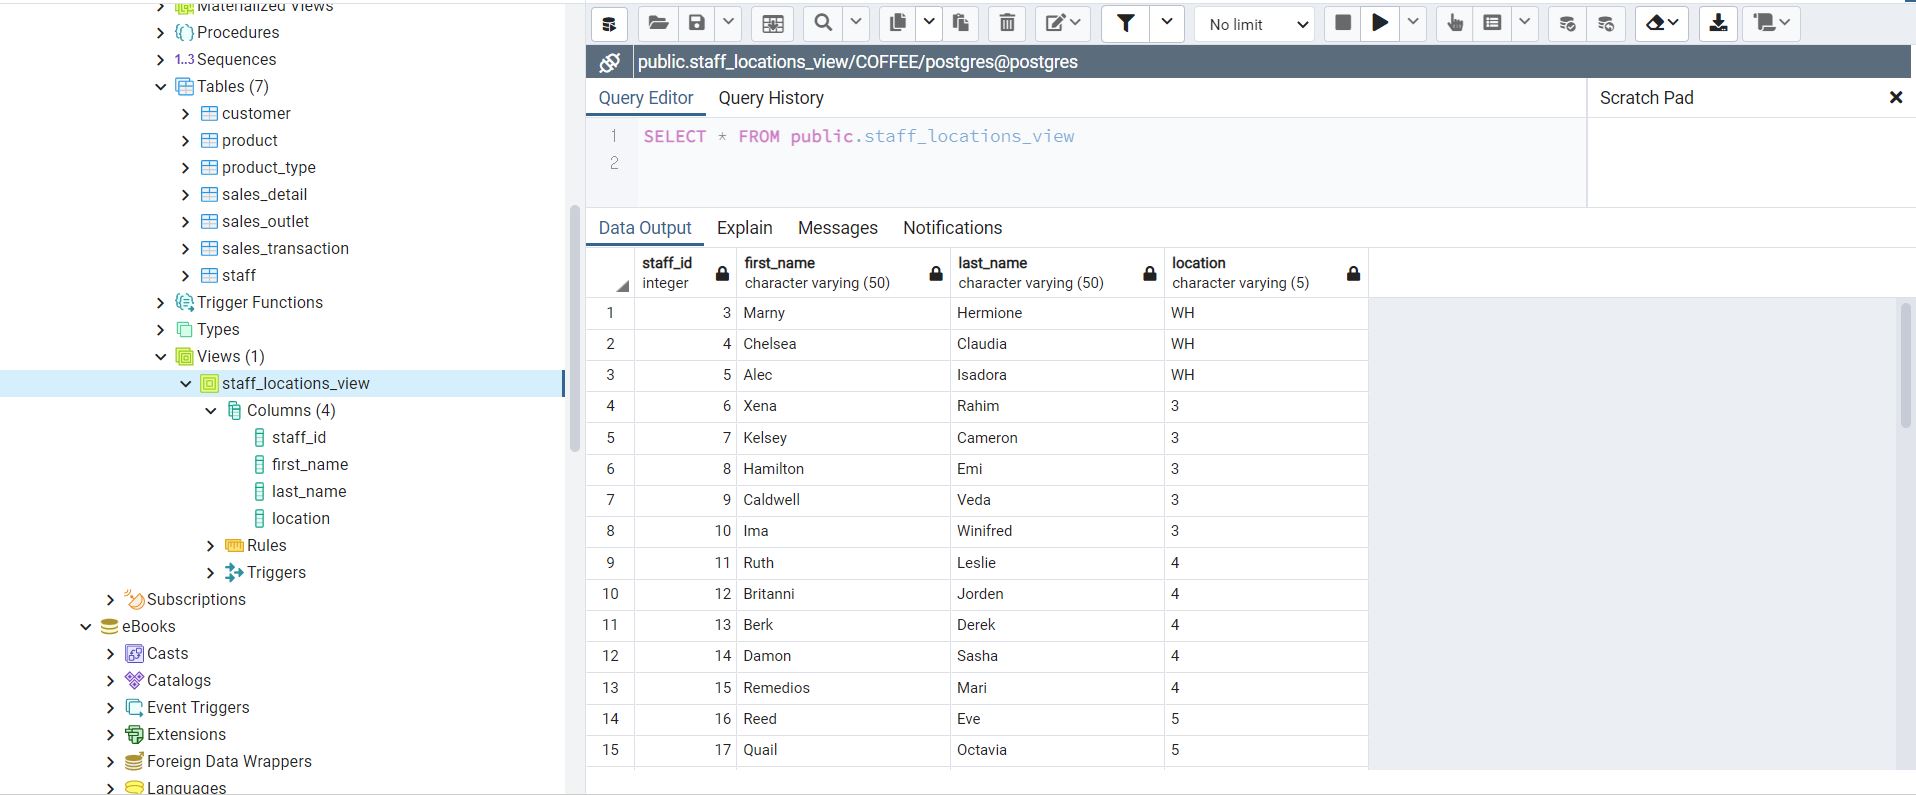 Materialized Views
Procedures
1..3 Sequences
Tables (7)
customer
product
product_type
sales_detail
sales_outlet
sales_transaction
staff
Trigger Functions
Types
Views (1)
staff_locations_view
Columns (4)
staff_id
first_name
last_name
location
Rules
Triggers
Subscriptions
eBooks
Casts
Catalogs
Event Triggers
Extensions
Foreign Data Wrappers
Languages
No limit
public.staff_locations_view/COFFEE/postgres@postgres
Query Editor Query History Scratch Pad
1 SELECT * FROM public.staff_locations_view
2
Data Output Explain Messages Notifications
staff_id first_name last_name location
integer character varying (50) character varying (50) character varying (5)
1 3 Marny Hermione WH
2 4 Chelsea Claudia WH
3 5 Alec Isadora WH
4 6 Xena Rahim 3
5 7 Kelsey Cameron 3
6 8 Hamilton Emi 3
7 9 Caldwell Veda 3
8 10 Ima Winifred 3
9 11 Ruth Leslie 4
10 12 Britanni Jorden 4
11 13 Berk Derek 4
12 14 Damon Sasha 4
13 15 Remedios Mari 4
14 16 Reed Eve 5
15 17 Quail Octavia 5